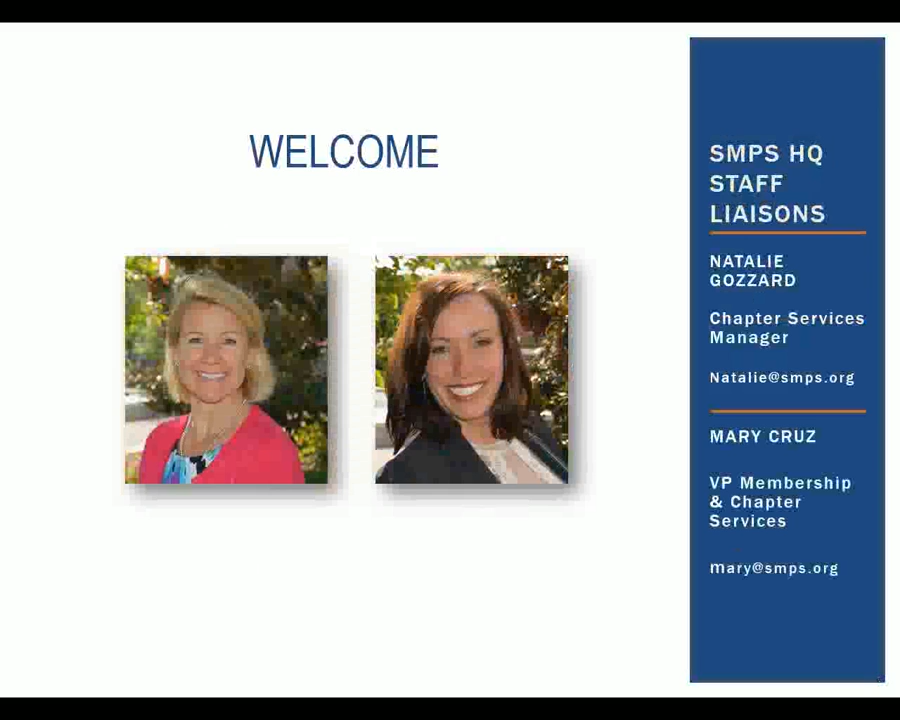 WELCOME
SMPS HQ
STAFF
LIAISONS
NATALIE
GOZZARD
Chapter Services
Manager
Natalie@smps.org
MARY CRUZ
VP Membership
& Chapter
Services
mary@smps.org